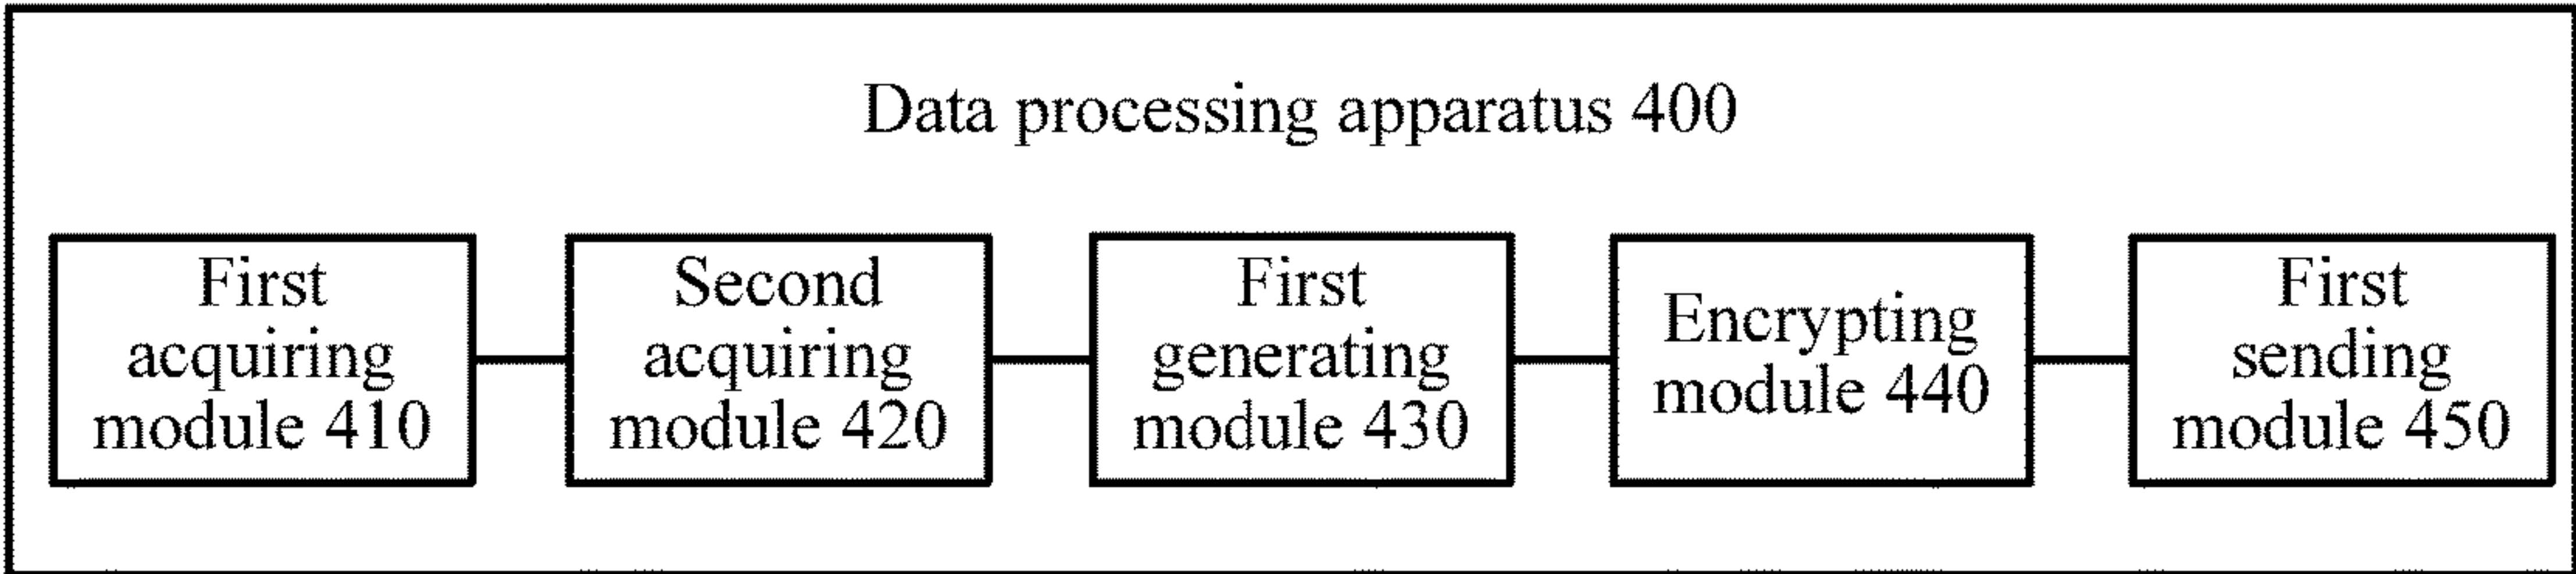 Data processing apparatus 400
First
acquiring
module 410
Second
acquiring
module 420
First
generating
module 430
Encrypting
module 440
First
sending
module 450